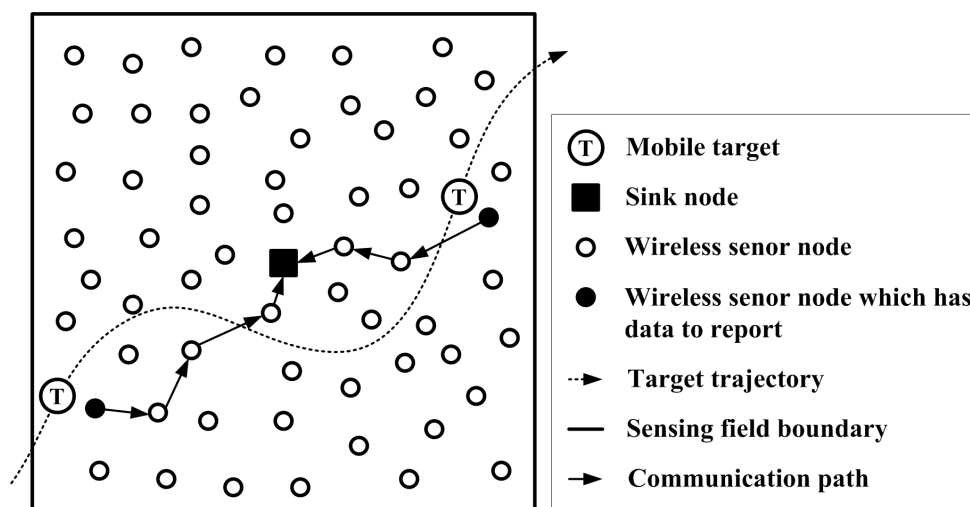 T
T
T
Mobile target
Sink node
Wireless senor node
Wireless senor node which has
data to report
Target trajectory
Sensing field boundary
Communication path